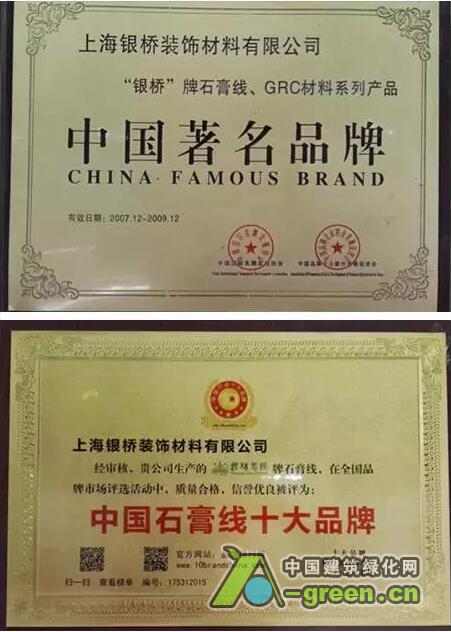 上海银桥装饰材料有限公司
“银桥”牌石膏线、GRC材料系列产品
中国著名品牌
CHINA FAMOUS BRAND
有效日期：2007.12-2009.12
上海银桥装饰材料有限公司
经审核，贵公司生产的 牌石膏线，在全国品
牌市场评选活动中，质量合格，信誉优良被评为：
中国石膏线十大品牌
官方网站：
www.10brandchina.com
十大品牌
扫一扫 查看榜单 编号：175312015
中国建筑绿化网
a-green.cn